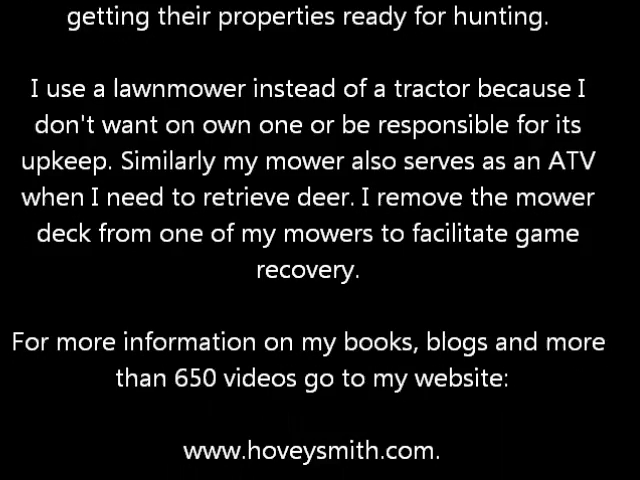 getting their properties ready for hunting.
I use a lawnmower instead of a tractor because I
don't want on own one or be responsible for its
upkeep. Similarly my mower also serves as an ATV
when I need to retrieve deer. I remove the mower
deck from one of my mowers to facilitate game
recovery.
For more information on my books, blogs and more
than 650 videos go to my website:
www.hoveysmith.com.